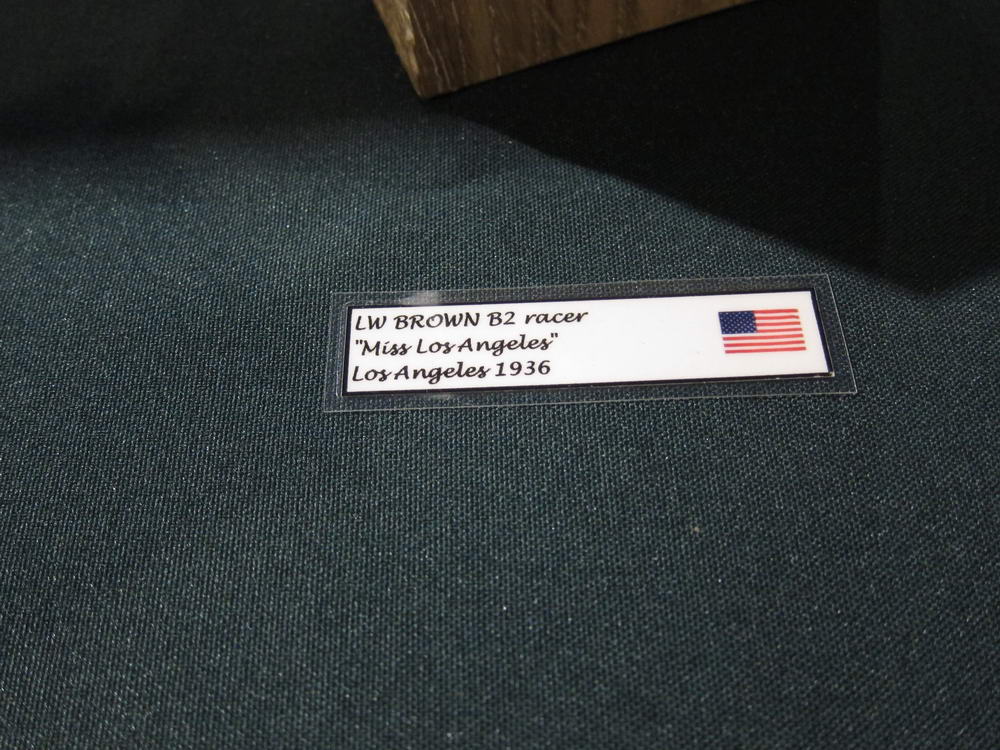 LW BROWN B2 racer
"Miss Los Angeles"
Los Angeles 1936